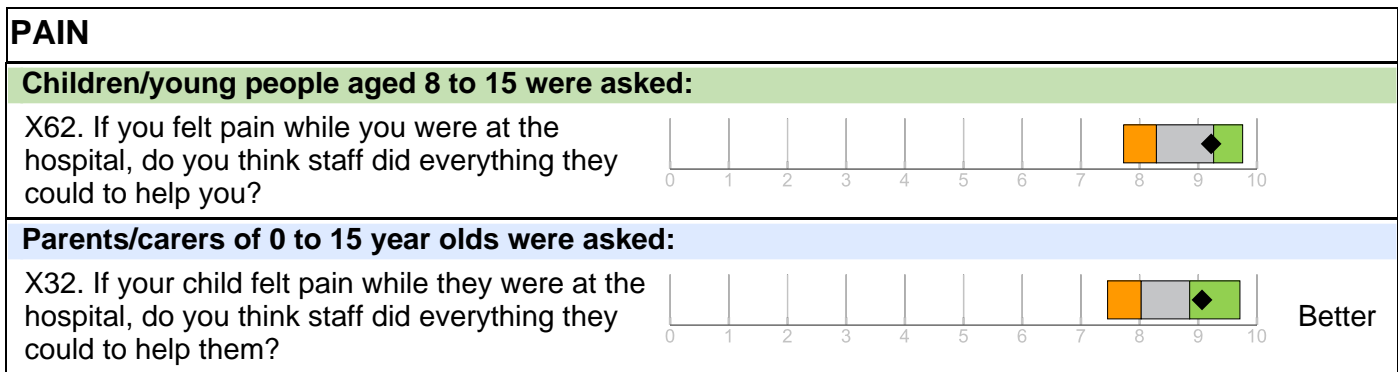 PAIN
Children/young people aged 8 to 15 were asked:
X62. If you felt pain while you were at the
hospital, do you think staff did everything they
could to help you?
0 1 2 3 4 5 6 7 8 9 10
Parents/carers of 0 to 15 year olds were asked:
X32. If your child felt pain while they were at the
hospital, do you think staff did everything they
could to help them?
0 1 2 3 4 5 6 7 8 9 10
Better